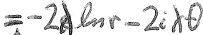 = -2λ ln r - 2iλθ